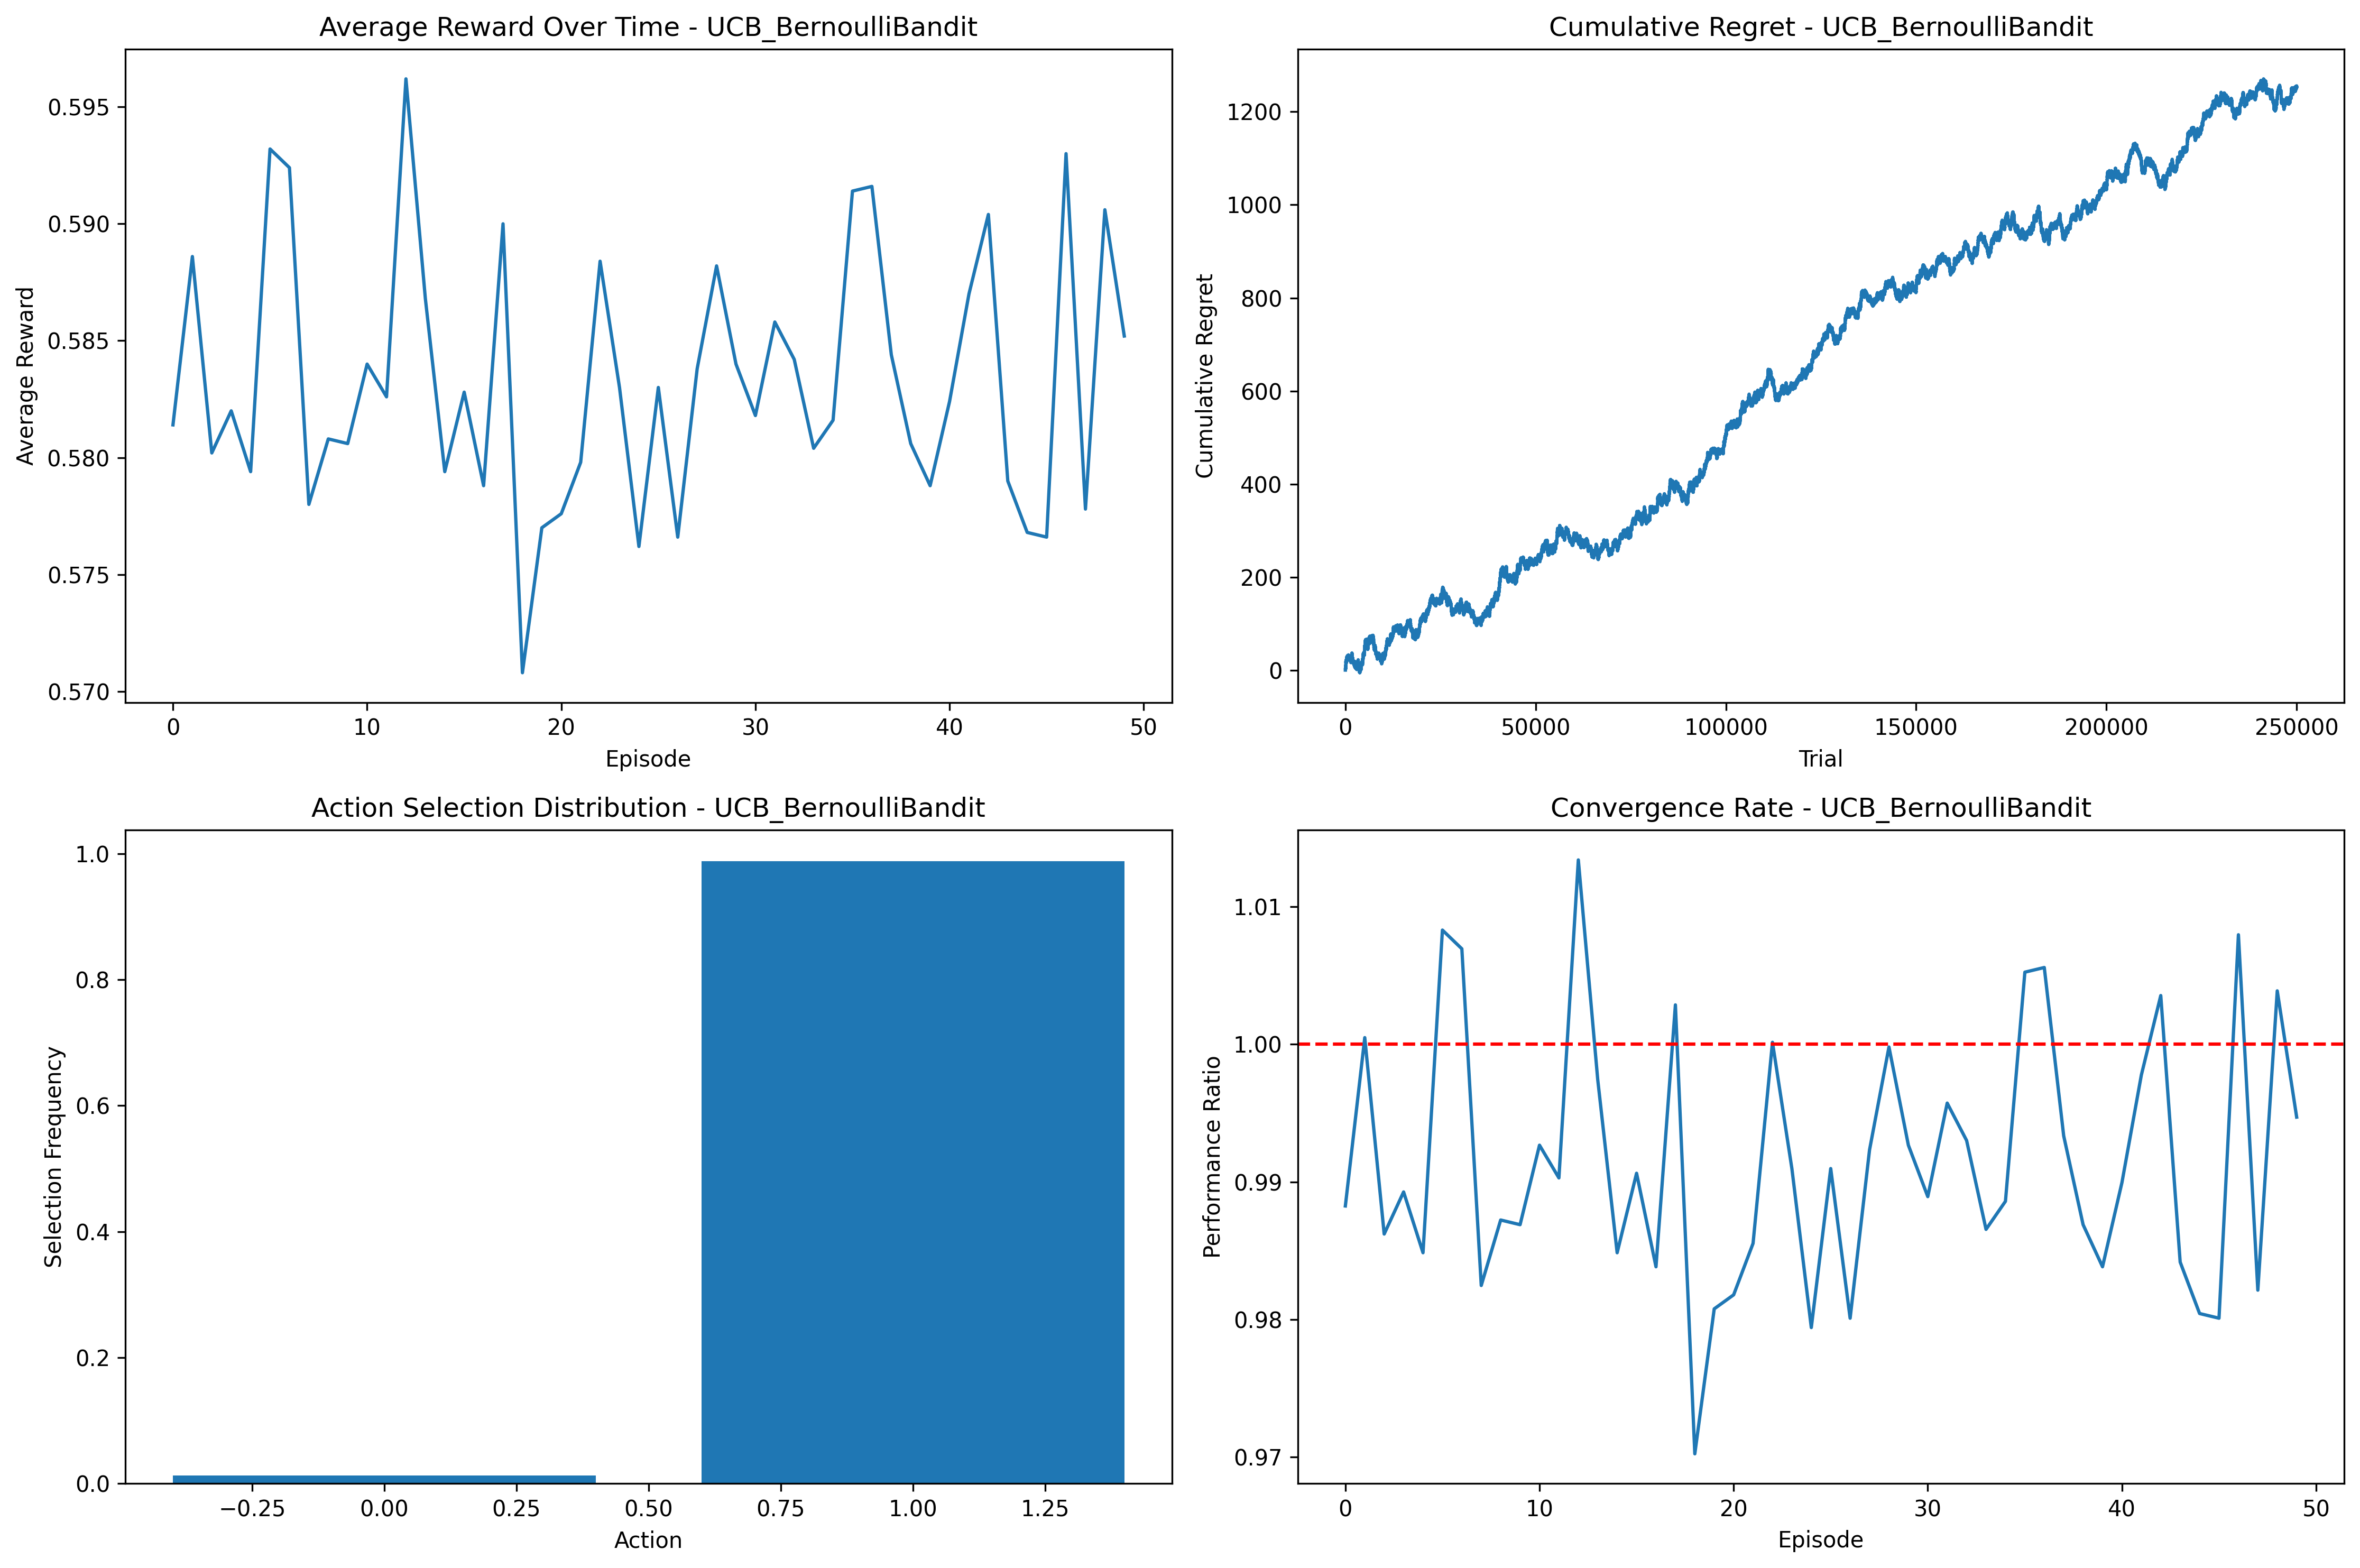 Average Reward Over Time - UCB_BernoulliBandit
Average Reward
0.595
0.590
0.585
0.580
0.575
0.570
0 10 20 30 40 50
Episode
Cumulative Regret - UCB_BernoulliBandit
Cumulative Regret
1200
1000
800
600
400
200
0
0 50000 100000 150000 200000 250000
Trial
Action Selection Distribution - UCB_BernoulliBandit
Selection Frequency
1.0
0.8
0.6
0.4
0.2
0.0
−0.25 0.00 0.25 0.50 0.75 1.00 1.25
Action
Convergence Rate - UCB_BernoulliBandit
Performance Ratio
1.01
1.00
0.99
0.98
0.97
0 10 20 30 40 50
Episode